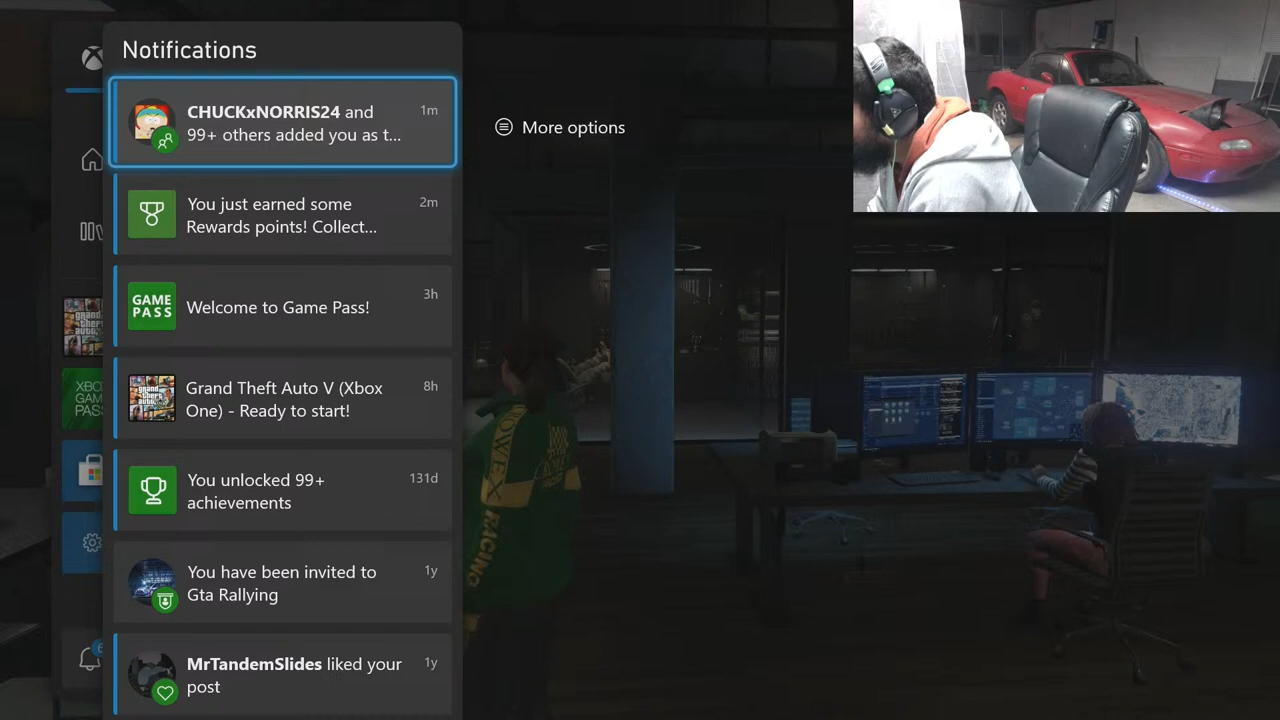 Notifications
CHUCKxNORRIS24 and
99+ others added you as t...
1m
More options
You just earned some
Rewards points! Collect...
2m
GAME
PASS
Welcome to Game Pass!
3h
Grand Theft Auto V (Xbox
One) - Ready to start!
8h
You unlocked 99+
achievements
131d
You have been invited to
Gta Rallying
1y
MrTandemSlides liked your
post
1y
RACING